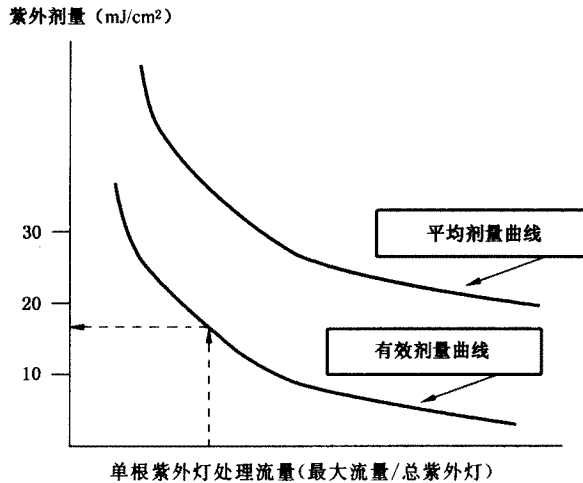 紫外剂量（mJ/cm²）
平均剂量曲线
30
20
有效剂量曲线
10
单根紫外灯处理流量(最大流量/总紫外灯)